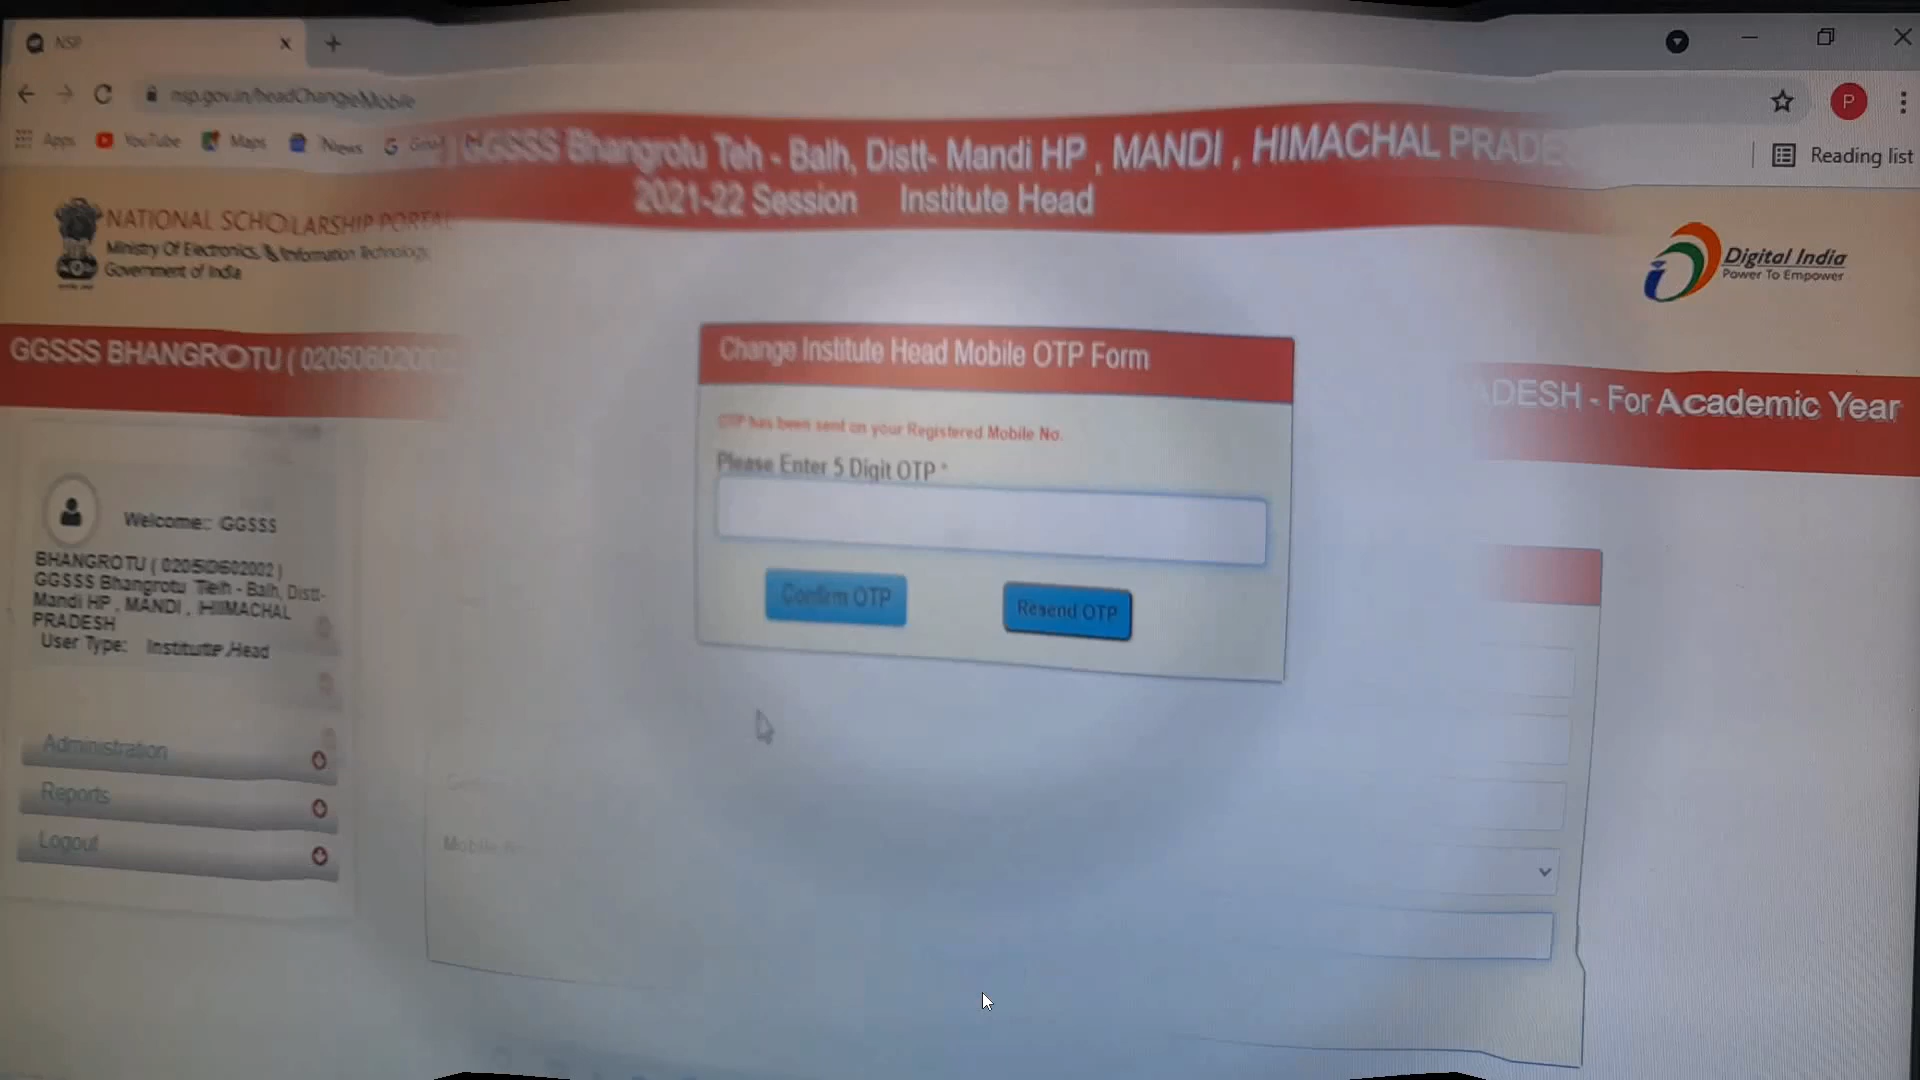 NSP
nsp.gov.in/headChangeMobile
Apps YouTube Maps News
Reading list
GGSSS Bhangrotu Teh - Balh, Distt- Mandi HP , MANDI , HIMACHAL
2021-22 Session Institute Head
NATIONAL SCHOLARSHIP PORTAL
Ministry Of Electronics & Information Technology,
Government of India
Digital India
Power To Empower
GGSSS BHANGROTU (
- For Academic Year
Change Institute Head Mobile OTP Form
OTP has been sent on your Registered Mobile No.
Please Enter 5 Digit OTP *
Confirm OTP Resend OTP
Welcome: GGSSS
BHANGROTU ( 02050602002 )
GGSSS Bhangrotu Teh - Balh, Distt-
Mandi HP , MANDI , HIMACHAL
PRADESH
User Type: Institute Head
Administration
Reports
Logout
Mobile
P